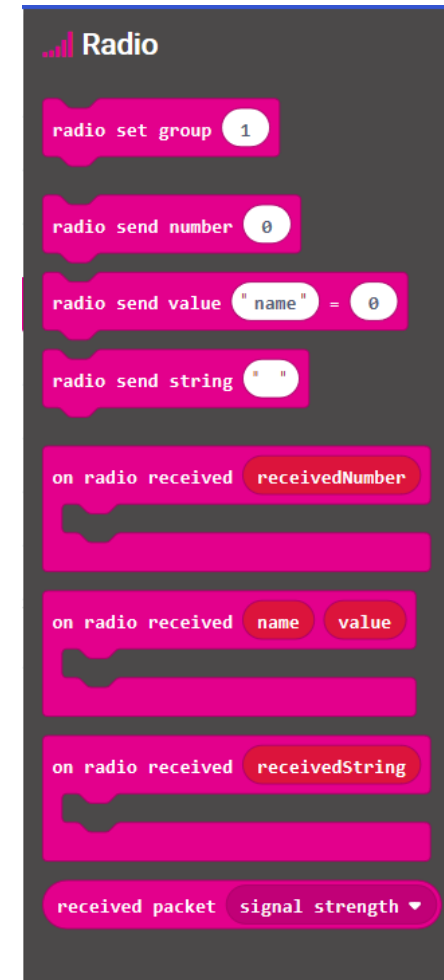 Radio
radio set group 1
radio send number 0
radio send value "name" = 0
radio send string " "
on radio received receivedNumber
on radio received name value
on radio received receivedString
received packet signal strength